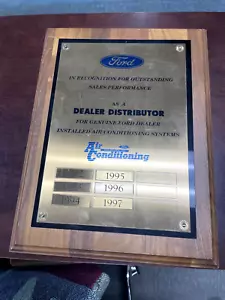 Ford
IN RECOGNITION FOR OUTSTANDING
SALES PERFORMANCE
AS A
DEALER DISTRIBUTOR
FOR GENUINE FORD DEALER
INSTALLED AIR CONDITIONING SYSTEMS
Air
Conditioning
1995
1996
1994 1997